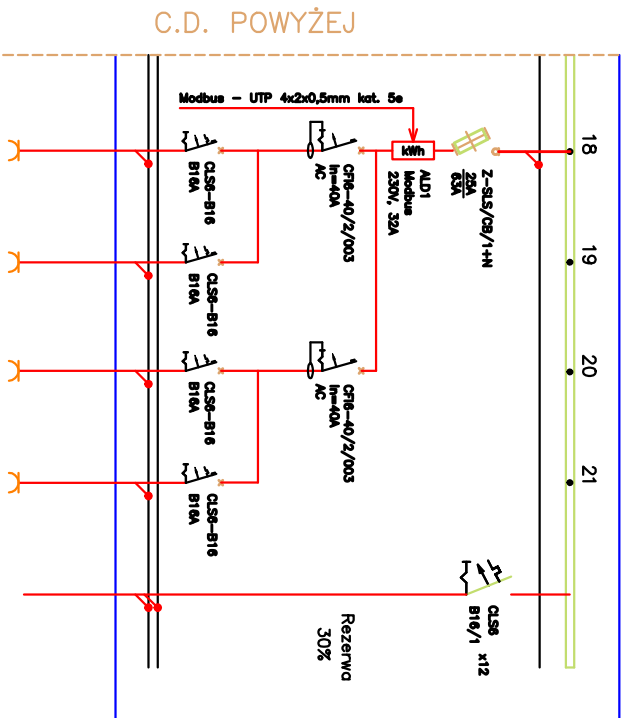 C.D. POWYŻEJ
Modbus - UTP 4x2x0,5mm kat. 5e
18
Z-SLS/CB/1+N
25A
63A
kWh
ALD1
Modbus
230V, 32A
CFI6-40/2/003
In=40A
AC
CLS6-B16
B16A
19
CLS6-B16
B16A
20
CFI6-40/2/003
In=40A
AC
CLS6-B16
B16A
21
CLS6-B16
B16A
CLS6
B16/1 x12
Rezerwa
30%